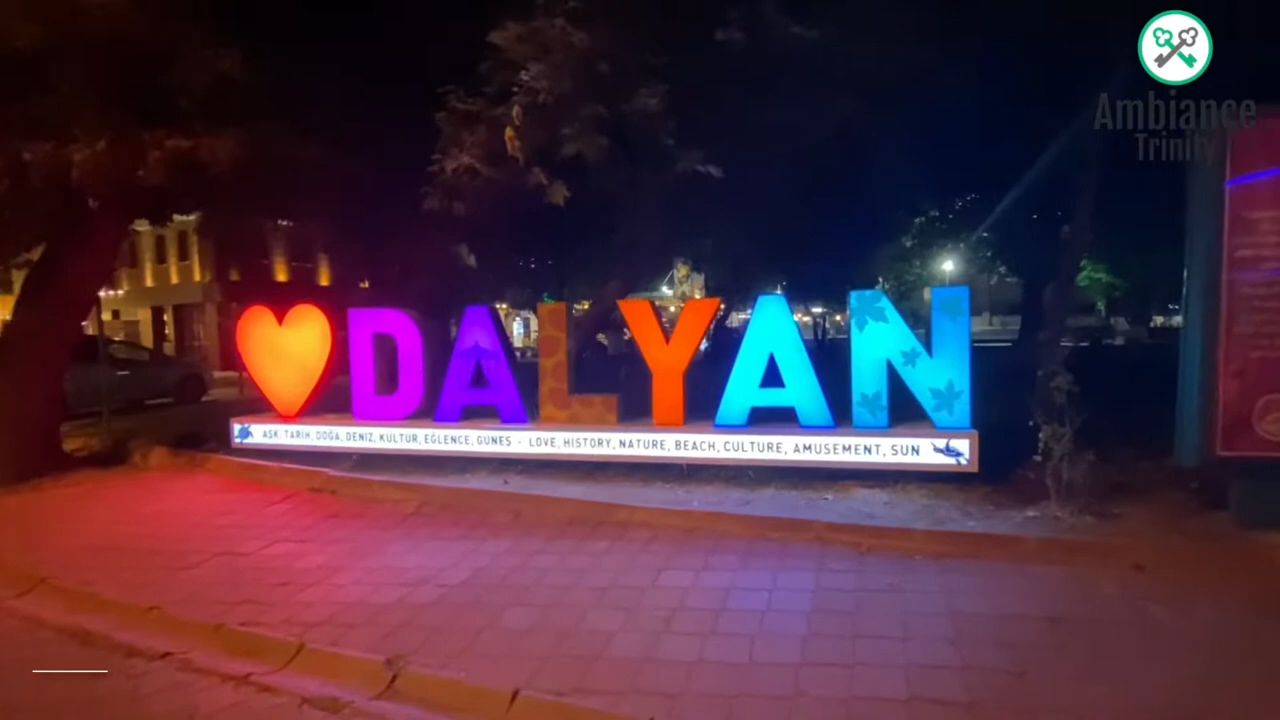 Ambiance
Trinity
DALYAN
AŞK, TARİH, DOĞA, DENİZ, KÜLTÜR, EĞLENCE, GÜNEŞ - LOVE, HISTORY, NATURE, BEACH, CULTURE, AMUSEMENT, SUN